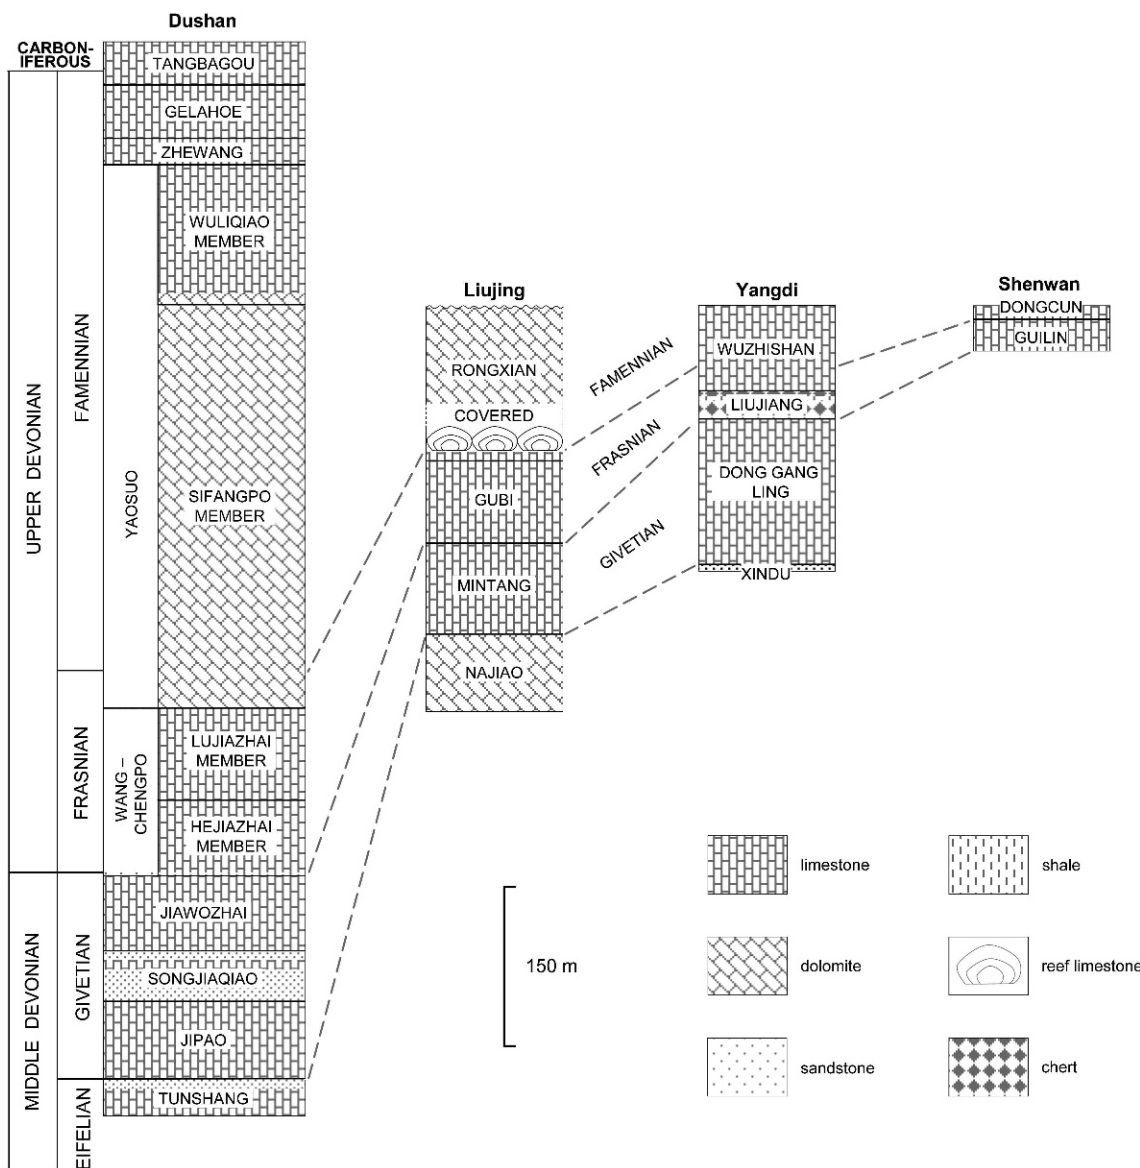 Dushan
CARBON-
IFEROUS
TANGBAGOU
GELAHOE
ZHEWANG
WULIQIAO
MEMBER
UPPER DEVONIAN
FAMENNIAN
YAOSUO
SIFANGPO
MEMBER
FRASNIAN
WANG –
CHENGPO
LUJIAZHAI
MEMBER
HEJIAZHAI
MEMBER
MIDDLE DEVONIAN
GIVETIAN
JIAWOZHAI
SONGJIAQIAO
JIPAO
EIFELIAN
TUNSHANG
Liujing
RONGXIAN
COVERED
GUBI
MINTANG
NAJIAO
FAMENNIAN
FRASNIAN
GIVETIAN
Yangdi
WUZHISHAN
LIUJIANG
DONG GANG
LING
XINDU
Shenwan
DONGCUN
GUILIN
150 m
limestone
shale
dolomite
reef limestone
sandstone
chert